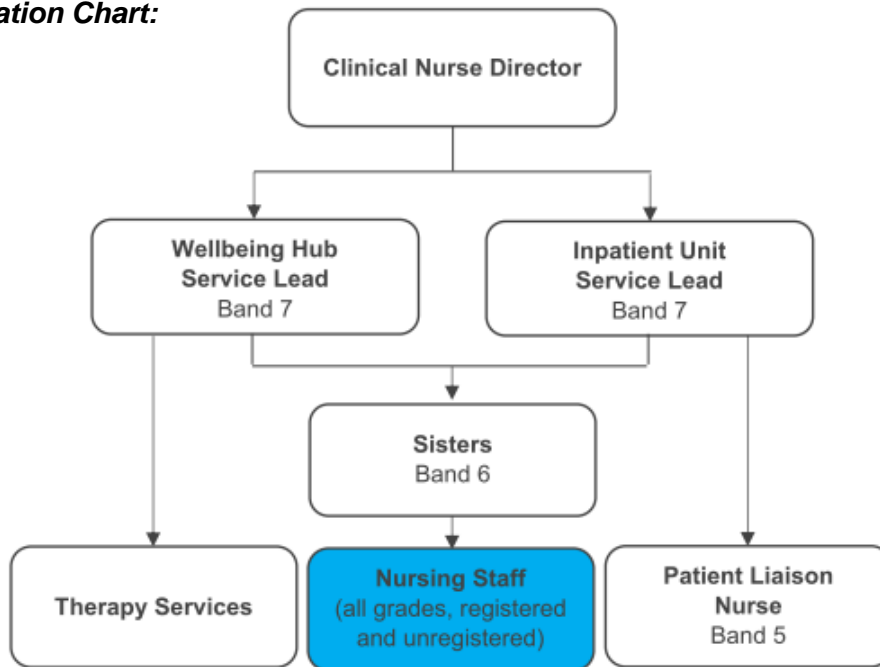 ation Chart:
Clinical Nurse Director
Wellbeing Hub
Service Lead
Band 7
Inpatient Unit
Service Lead
Band 7
Sisters
Band 6
Therapy Services
Nursing Staff
(all grades, registered
and unregistered)
Patient Liaison
Nurse
Band 5